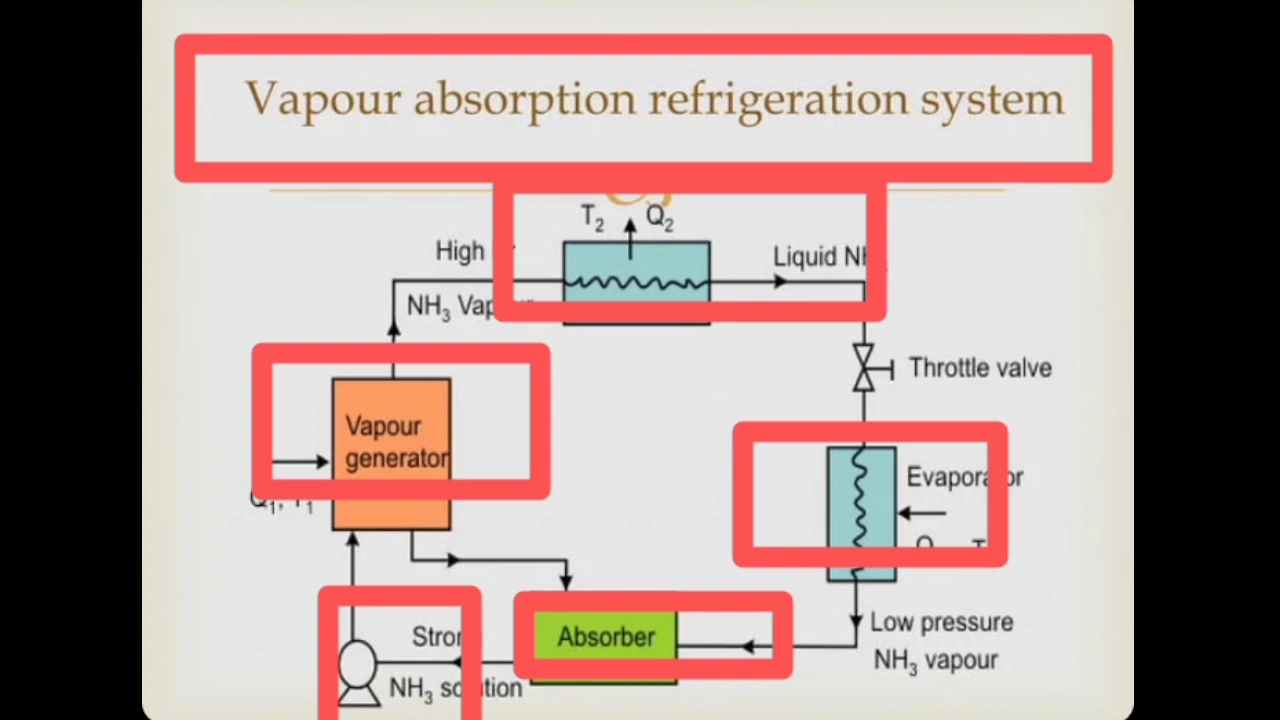 Vapour absorption refrigeration system
T2 Q2
High
Liquid
NH3
Throttle valve
Vapour
generator
Evaporator
Absorber
Low pressure
NH3 vapour
NH3